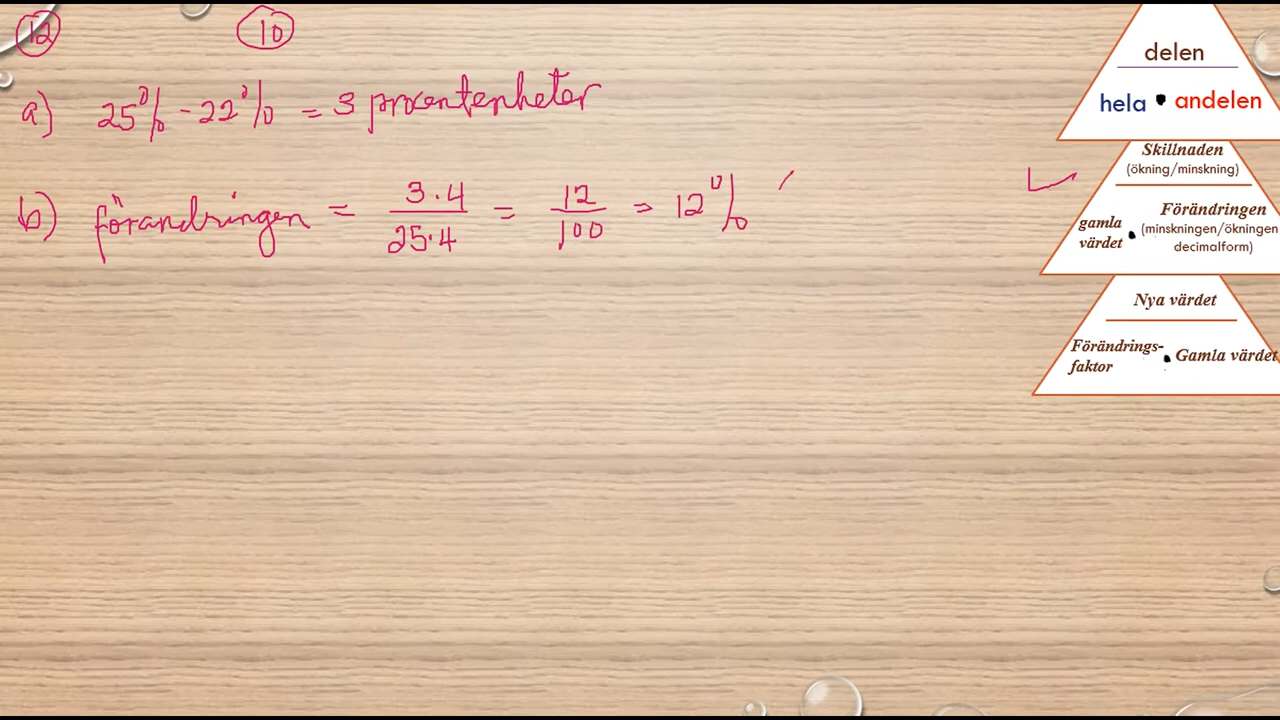 12 10
a) 25% - 22% = 3 procentenheter
b) förändringen = 3·4 / 25·4 = 12 / 100 = 12%
delen
hela · andelen
Skillnaden
(ökning/minskning)
gamla värdet · Förändringen
(minskningen/ökningen
decimalform)
Nya värdet
Förändrings-
faktor · Gamla värdet